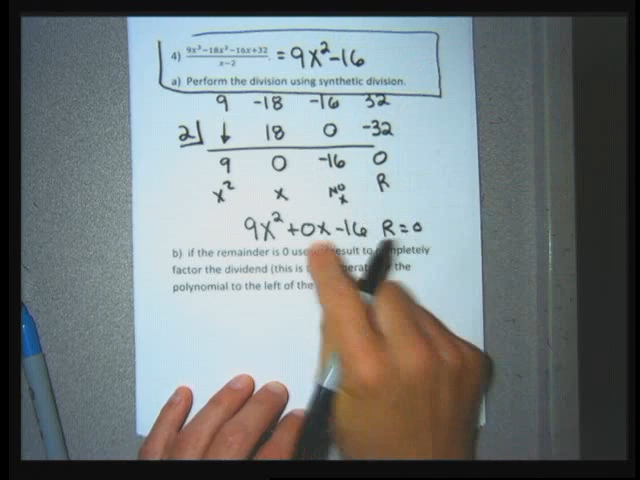 4) 9x³−18x²−16x+32 / x−2 = 9x²-16
a) Perform the division using synthetic division.
9 -18 -16 32
2 ↓ 18 0 -32
9 0 -16 0
x² x NO x R
9x²+0x-16 R=0
b) if the remainder is 0 use result to completely
factor the dividend (this is the
polynomial to the left of the